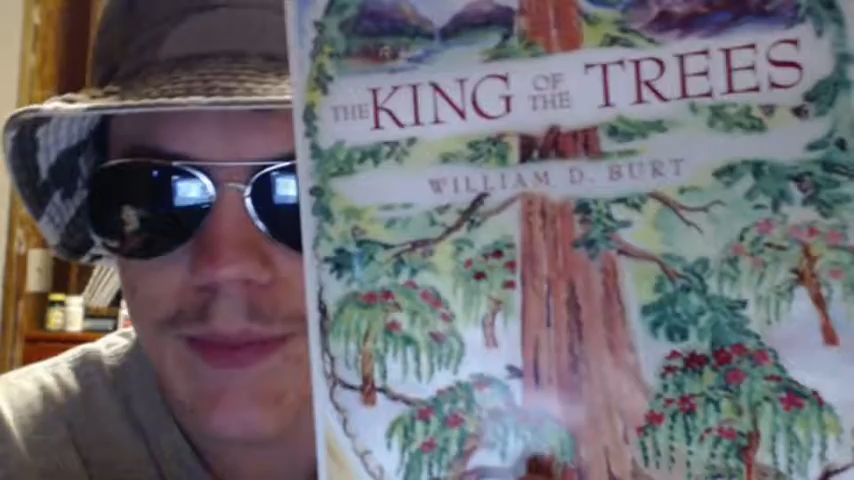 THE KING OF THE TREES
WILLIAM D. BURT